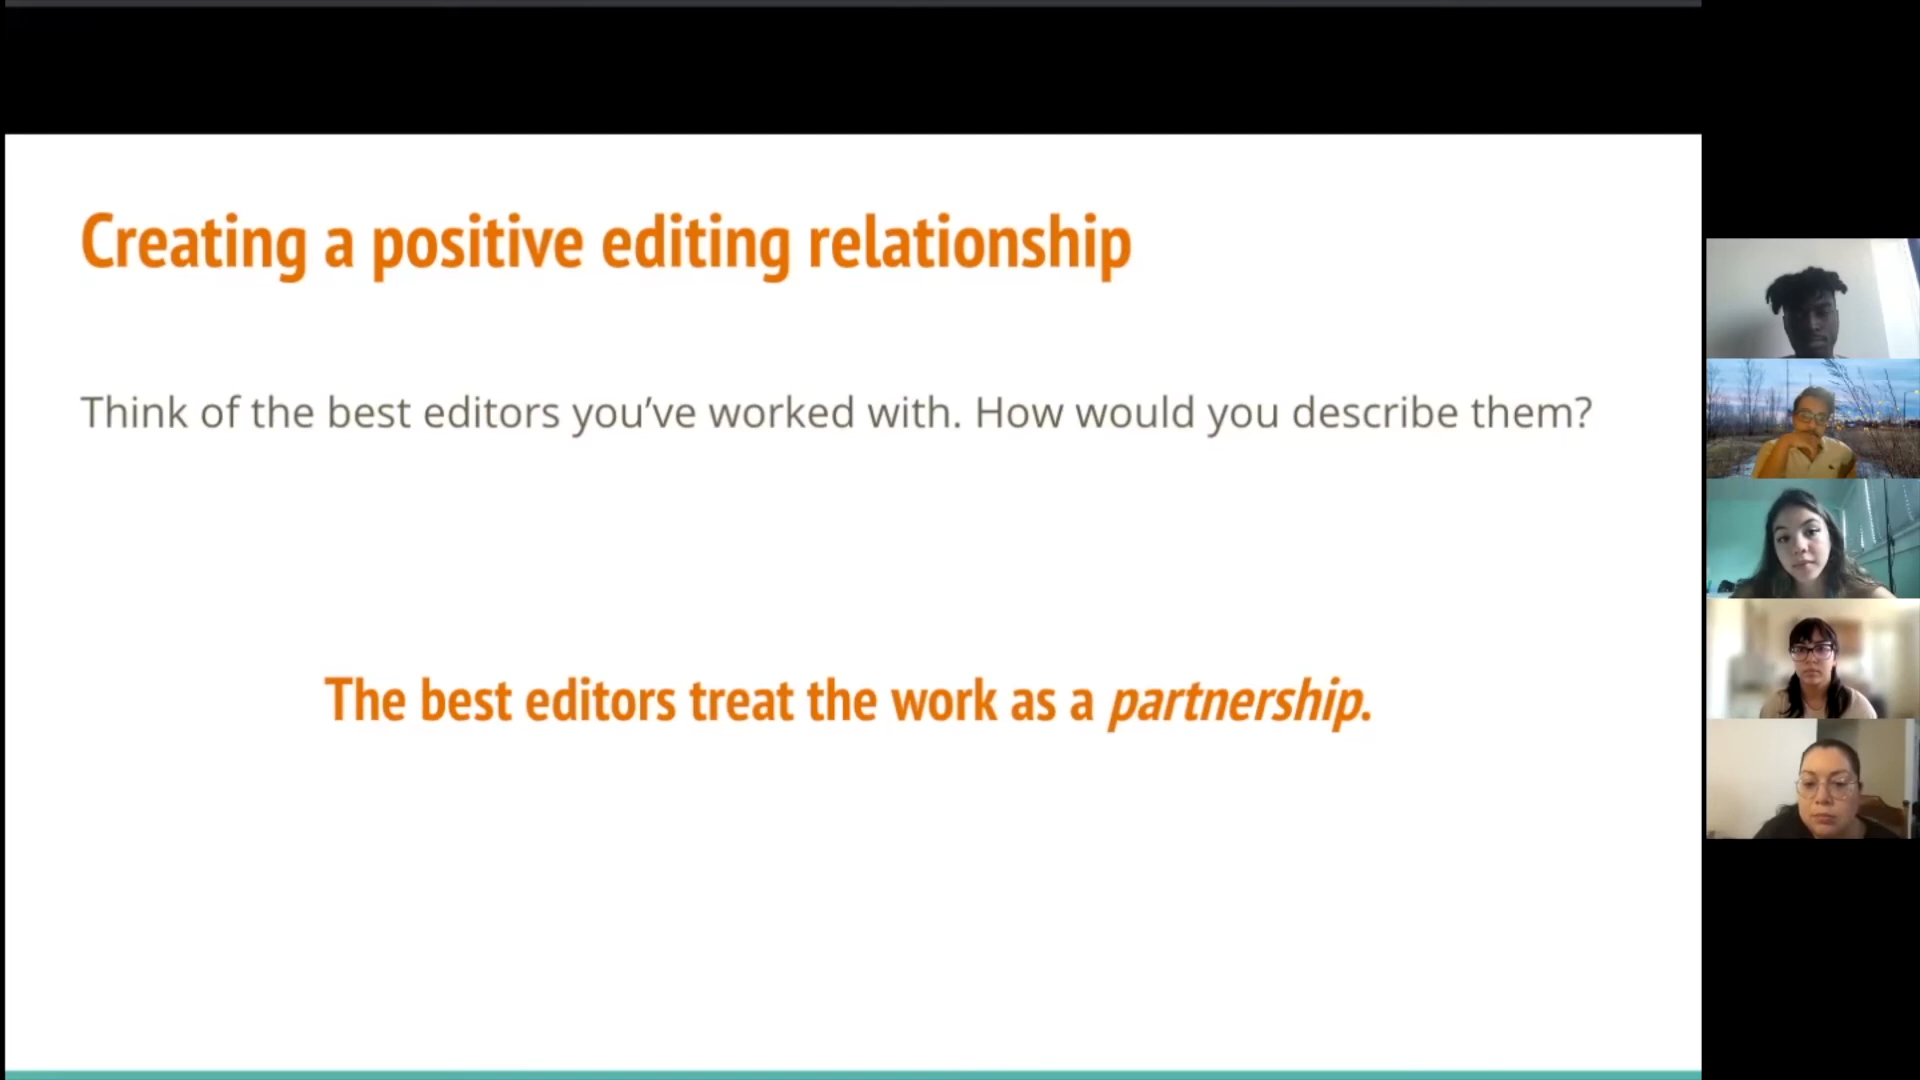 Creating a positive editing relationship
Think of the best editors you’ve worked with. How would you describe them?
The best editors treat the work as a partnership.